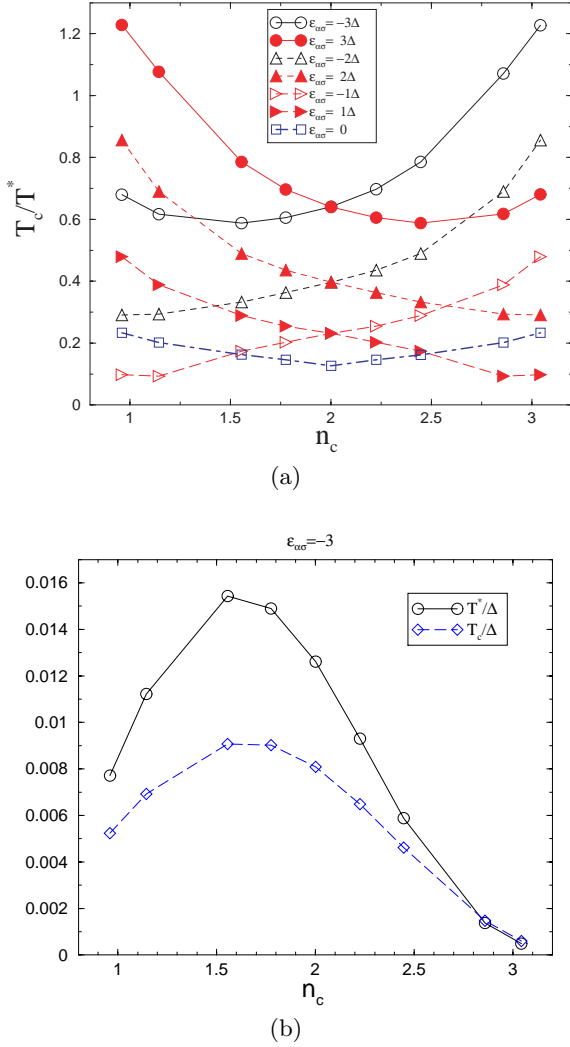 1.2
1
0.8
0.6
0.4
0.2
0
T_c/T^*
ε_ασ= −3Δ
ε_ασ= 3Δ
ε_ασ= −2Δ
ε_ασ= 2Δ
ε_ασ= −1Δ
ε_ασ= 1Δ
ε_ασ= 0
1 1.5 2 2.5 3
n_c
(a)
ε_ασ=−3
0.016
0.014
0.012
0.01
0.008
0.006
0.004
0.002
0
T^*/Δ
T_c/Δ
1 1.5 2 2.5 3
n_c
(b)